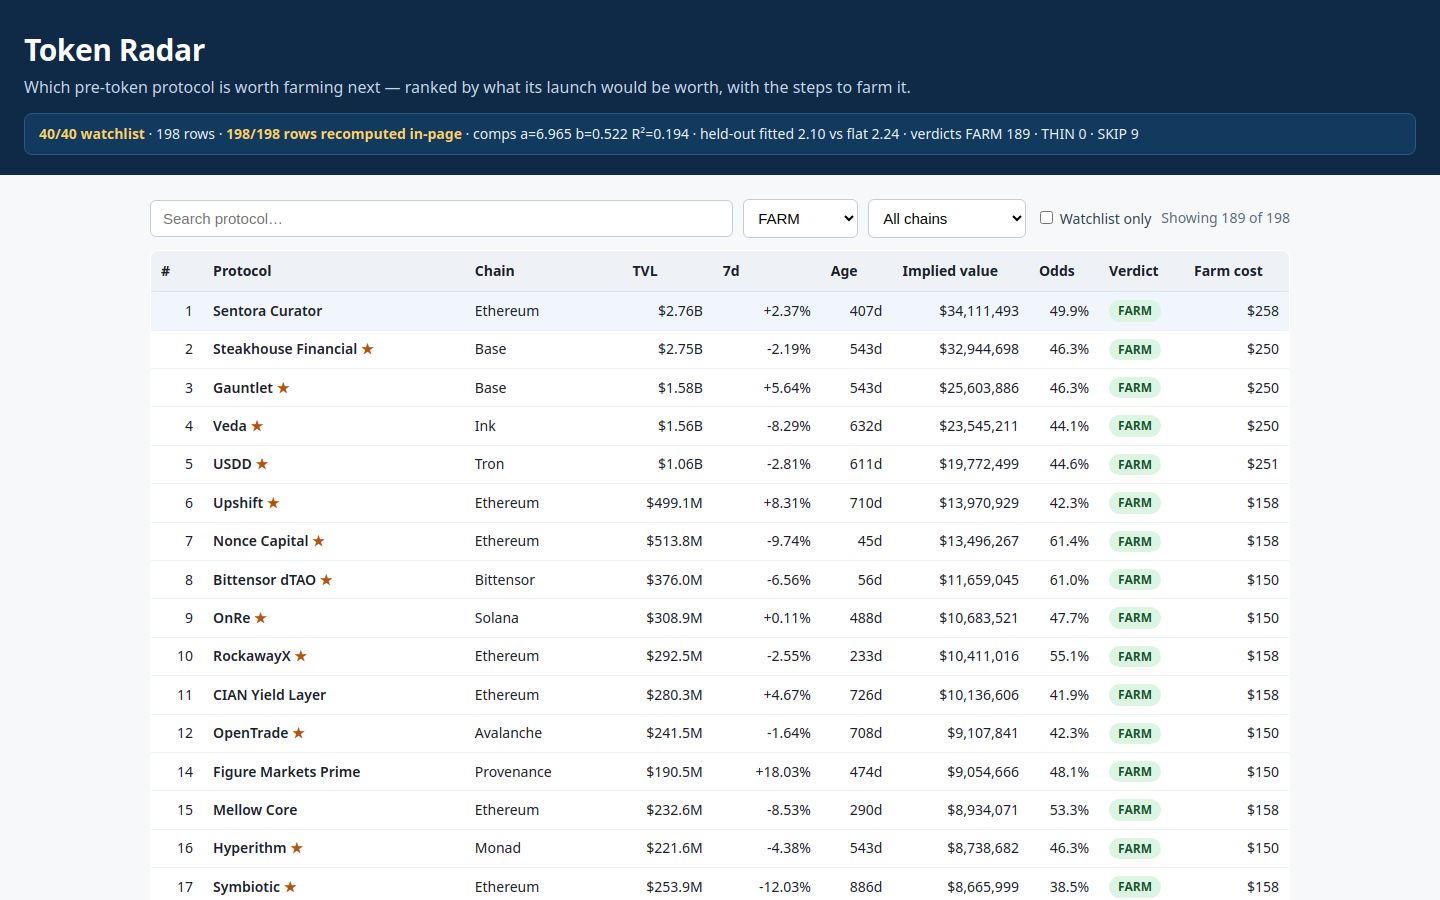 Token Radar
Which pre-token protocol is worth farming next — ranked by what its launch would be worth, with the steps to farm it.
40/40 watchlist · 198 rows · 198/198 rows recomputed in-page · comps a=6.965 b=0.522 R²=0.194 · held-out fitted 2.10 vs flat 2.24 · verdicts FARM 189 · THIN 0 · SKIP 9
Search protocol… FARM All chains Watchlist only Showing 189 of 198
# Protocol Chain TVL 7d Age Implied value Odds Verdict Farm cost
1 Sentora Curator Ethereum $2.76B +2.37% 407d $34,111,493 49.9% FARM $258
2 Steakhouse Financial ★ Base $2.75B -2.19% 543d $32,944,698 46.3% FARM $250
3 Gauntlet ★ Base $1.58B +5.64% 543d $25,603,886 46.3% FARM $250
4 Veda ★ Ink $1.56B -8.29% 632d $23,545,211 44.1% FARM $250
5 USDD ★ Tron $1.06B -2.81% 611d $19,772,499 44.6% FARM $251
6 Upshift ★ Ethereum $499.1M +8.31% 710d $13,970,929 42.3% FARM $158
7 Nonce Capital ★ Ethereum $513.8M -9.74% 45d $13,496,267 61.4% FARM $158
8 Bittensor dTAO ★ Bittensor $376.0M -6.56% 56d $11,659,045 61.0% FARM $150
9 OnRe ★ Solana $308.9M +0.11% 488d $10,683,521 47.7% FARM $150
10 RockawayX ★ Ethereum $292.5M -2.55% 233d $10,411,016 55.1% FARM $158
11 CIAN Yield Layer Ethereum $280.3M +4.67% 726d $10,136,606 41.9% FARM $158
12 OpenTrade ★ Avalanche $241.5M -1.64% 708d $9,107,841 42.3% FARM $150
14 Figure Markets Prime Provenance $190.5M +18.03% 474d $9,054,666 48.1% FARM $150
15 Mellow Core Ethereum $232.6M -8.53% 290d $8,934,071 53.3% FARM $158
16 Hyperithm ★ Monad $221.6M -4.38% 543d $8,738,682 46.3% FARM $150
17 Symbiotic ★ Ethereum $253.9M -12.03% 886d $8,665,999 38.5% FARM $158